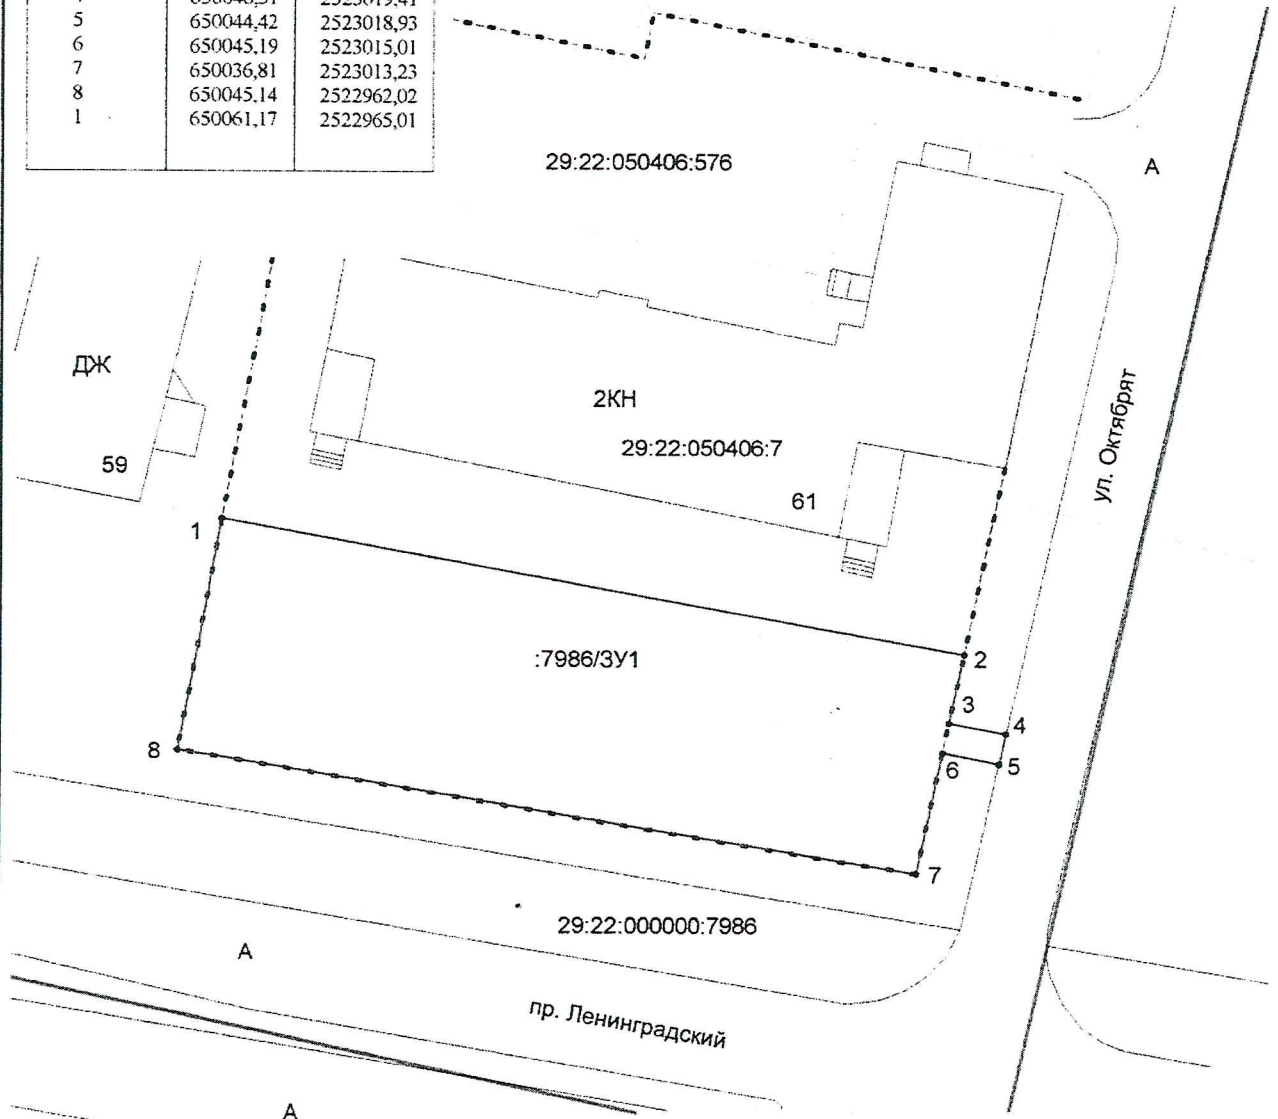 5 650044,42 2523018,93
6 650045,19 2523015,01
7 650036,81 2523013,23
8 650045,14 2522962,02
1 650061,17 2522965,01
29:22:050406:576
А
ДЖ
2КН
ул. Октябрят
29:22:050406:7
59
61
1
:7986/ЗУ1
2
3
4
8
6
5
7
29:22:000000:7986
А
пр. Ленинградский
А